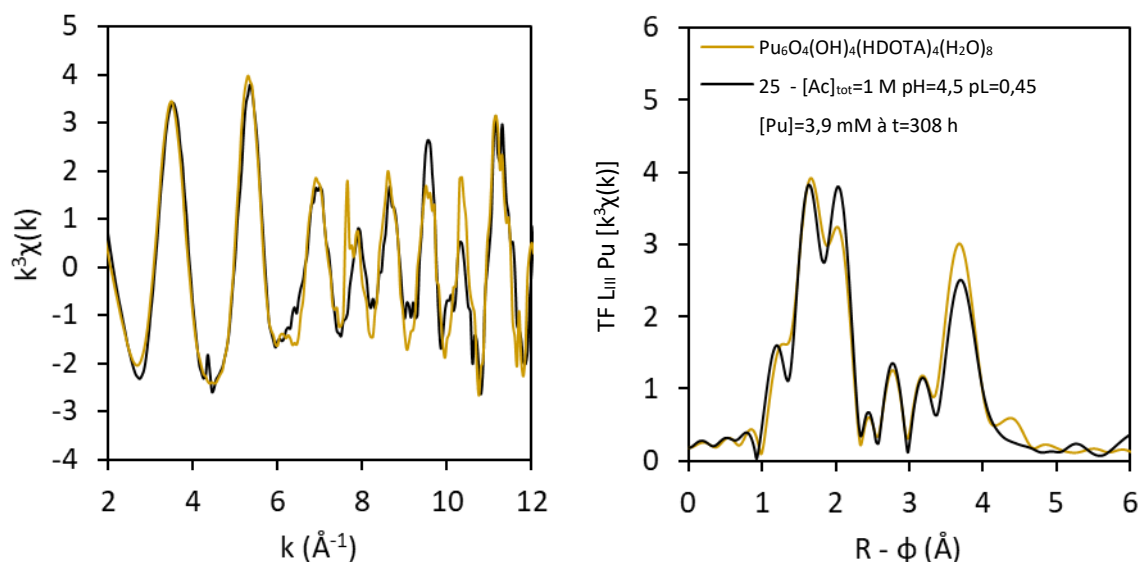 5
4
3
2
1
0
-1
-2
-3
-4
k³χ(k)
2 4 6 8 10 12
k (Å⁻¹)
6
5
4
3
2
1
0
TF L_III Pu [k³χ(k)]
Pu₆O₄(OH)₄(HDOTA)₄(H₂O)₈
25 - [Ac]ₜₒₜ=1 M pH=4,5 pL=0,45
[Pu]=3,9 mM à t=308 h
0 1 2 3 4 5 6
R - ϕ (Å)